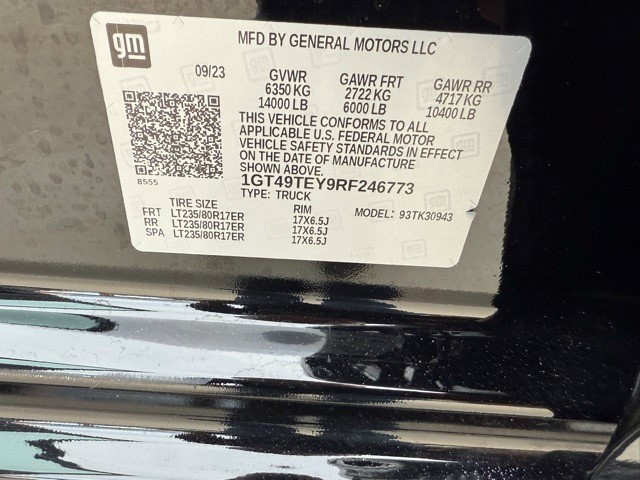 gm
MFD BY GENERAL MOTORS LLC
09/23
GVWR
6350 KG
14000 LB
GAWR FRT
2722 KG
6000 LB
GAWR RR
4717 KG
10400 LB
THIS VEHICLE CONFORMS TO ALL
APPLICABLE U.S. FEDERAL MOTOR
VEHICLE SAFETY STANDARDS IN EFFECT
ON THE DATE OF MANUFACTURE
SHOWN ABOVE.
8555
1GT49TEY9RF246773
TYPE: TRUCK
MODEL: 93TK30943
TIRE SIZE RIM
FRT LT235/80R17ER 17X6.5J
RR LT235/80R17ER 17X6.5J
SPA LT235/80R17ER 17X6.5J